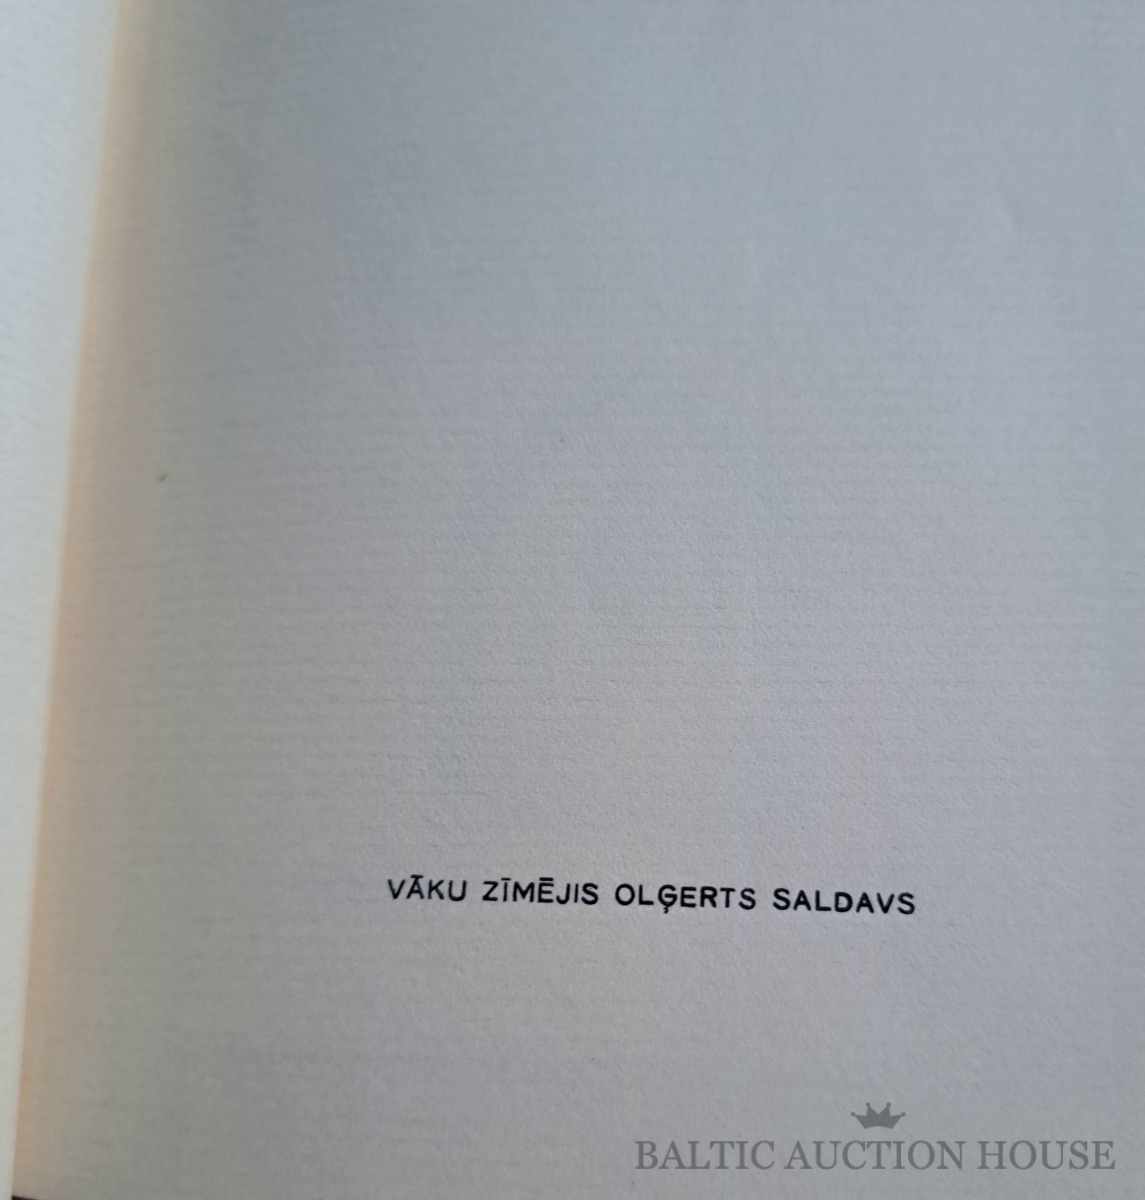 VĀKU ZĪMĒJIS OLĢERTS SALDAVS
BALTIC AUCTION HOUSE